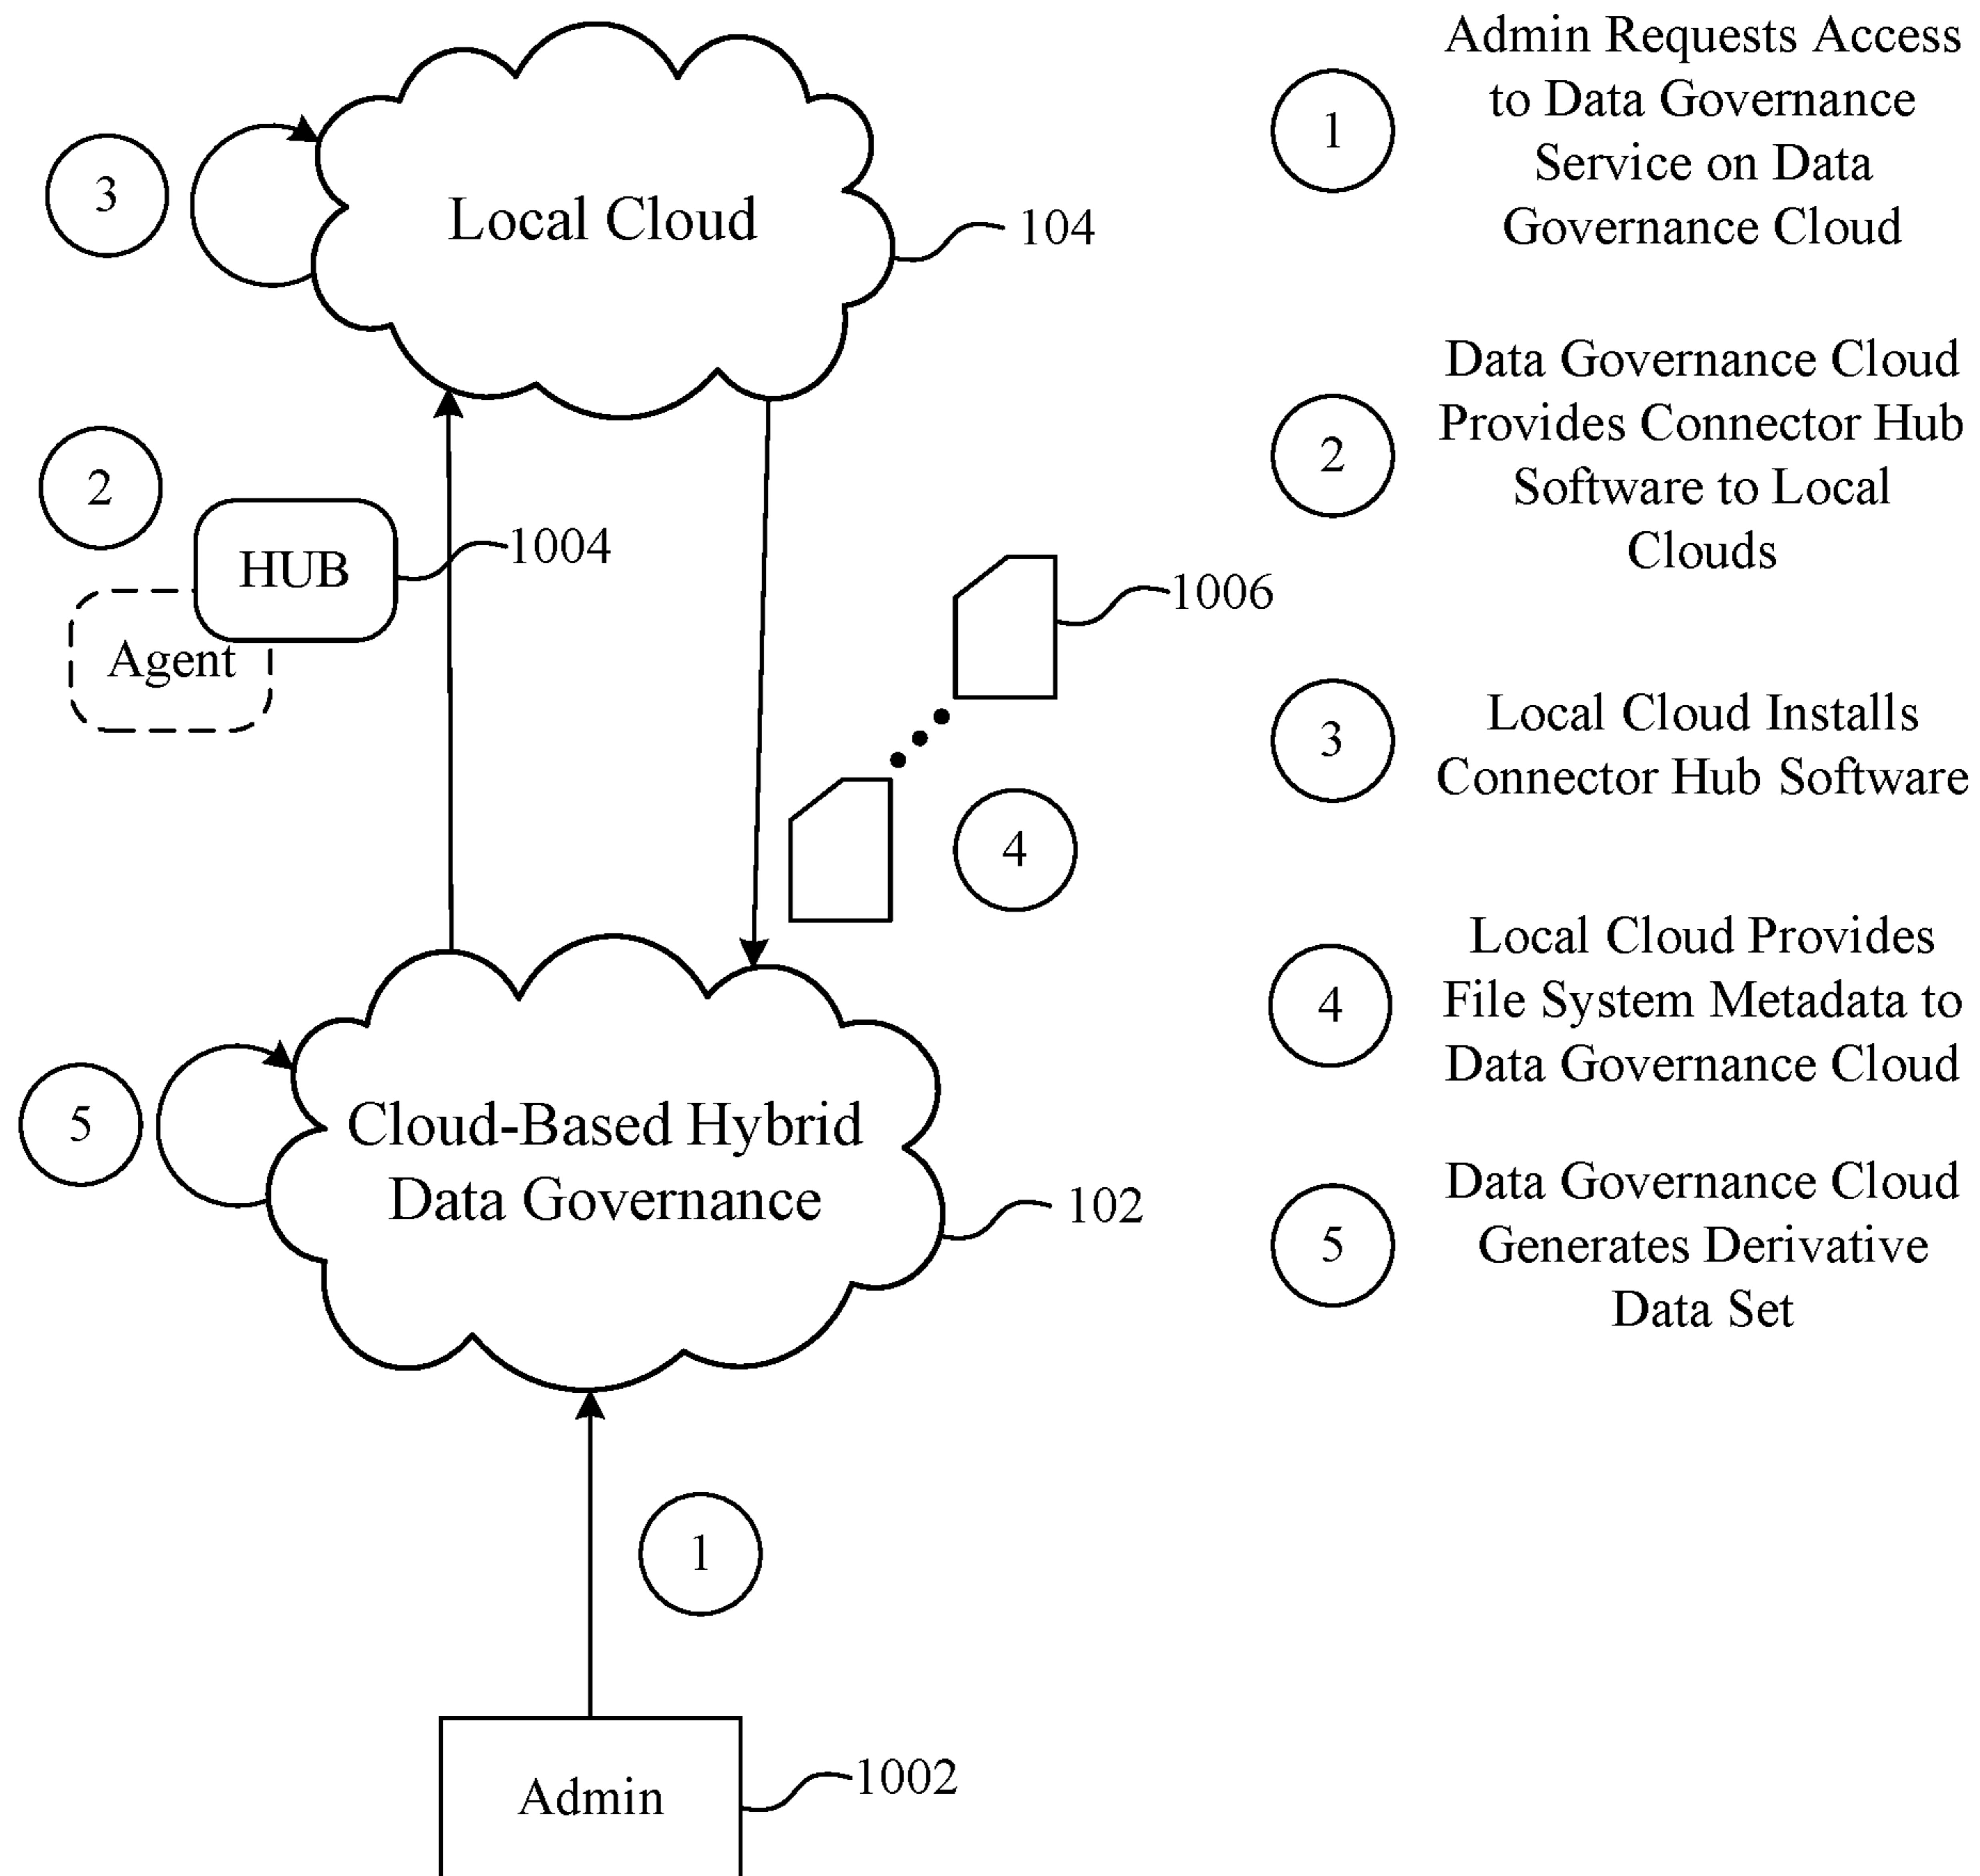 3
Local Cloud
104
2
HUB
1004
Agent
1006
4
5
Cloud-Based Hybrid
Data Governance
102
1
Admin
1002
1
Admin Requests Access
to Data Governance
Service on Data
Governance Cloud
2
Data Governance Cloud
Provides Connector Hub
Software to Local
Clouds
3
Local Cloud Installs
Connector Hub Software
4
Local Cloud Provides
File System Metadata to
Data Governance Cloud
5
Data Governance Cloud
Generates Derivative
Data Set